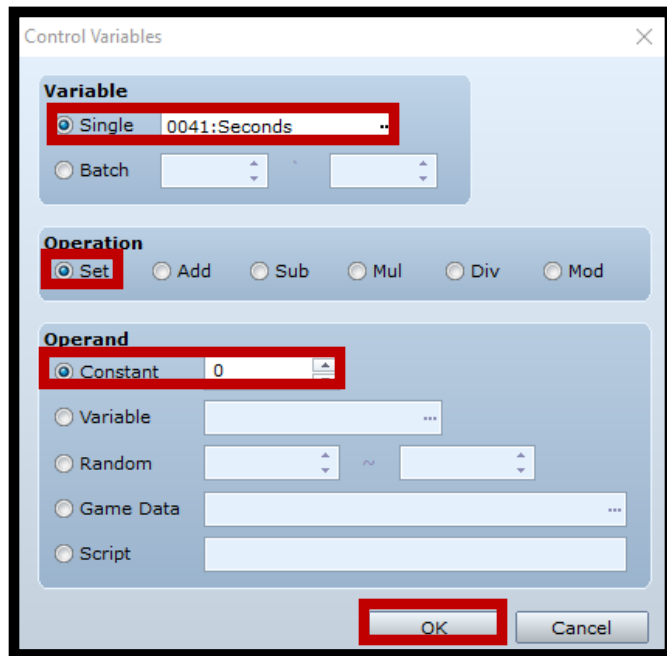 Control Variables
Variable
Single 0041:Seconds ...
Batch ~
Operation
Set Add Sub Mul Div Mod
Operand
Constant 0
Variable ...
Random ~
Game Data ...
Script
OK Cancel